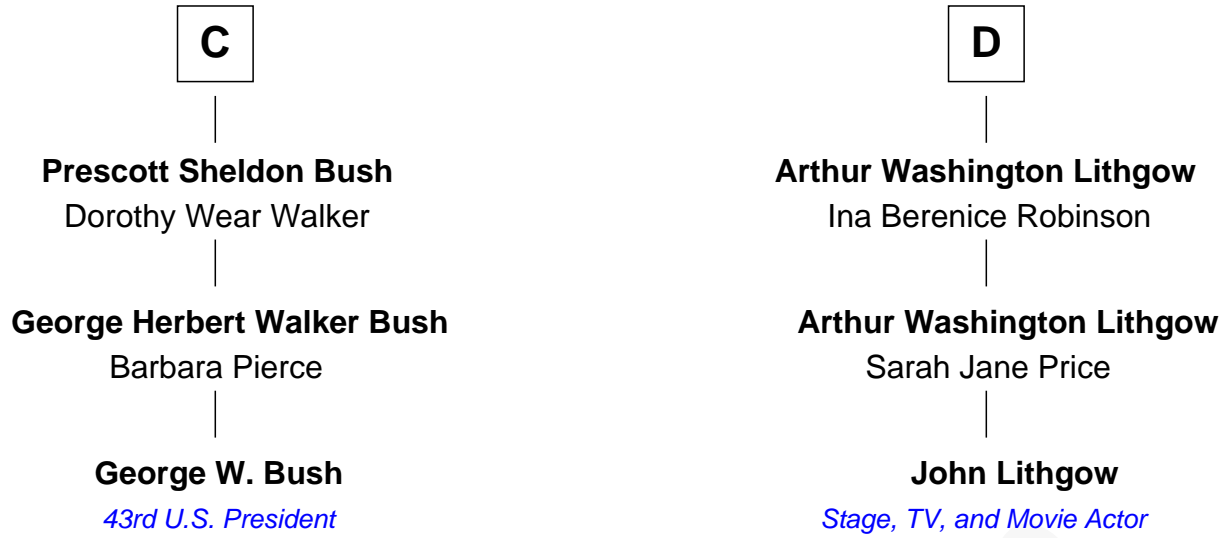 C
Prescott Sheldon Bush
Dorothy Wear Walker
George Herbert Walker Bush
Barbara Pierce
George W. Bush
43rd U.S. President
D
Arthur Washington Lithgow
Ina Berenice Robinson
Arthur Washington Lithgow
Sarah Jane Price
John Lithgow
Stage, TV, and Movie Actor